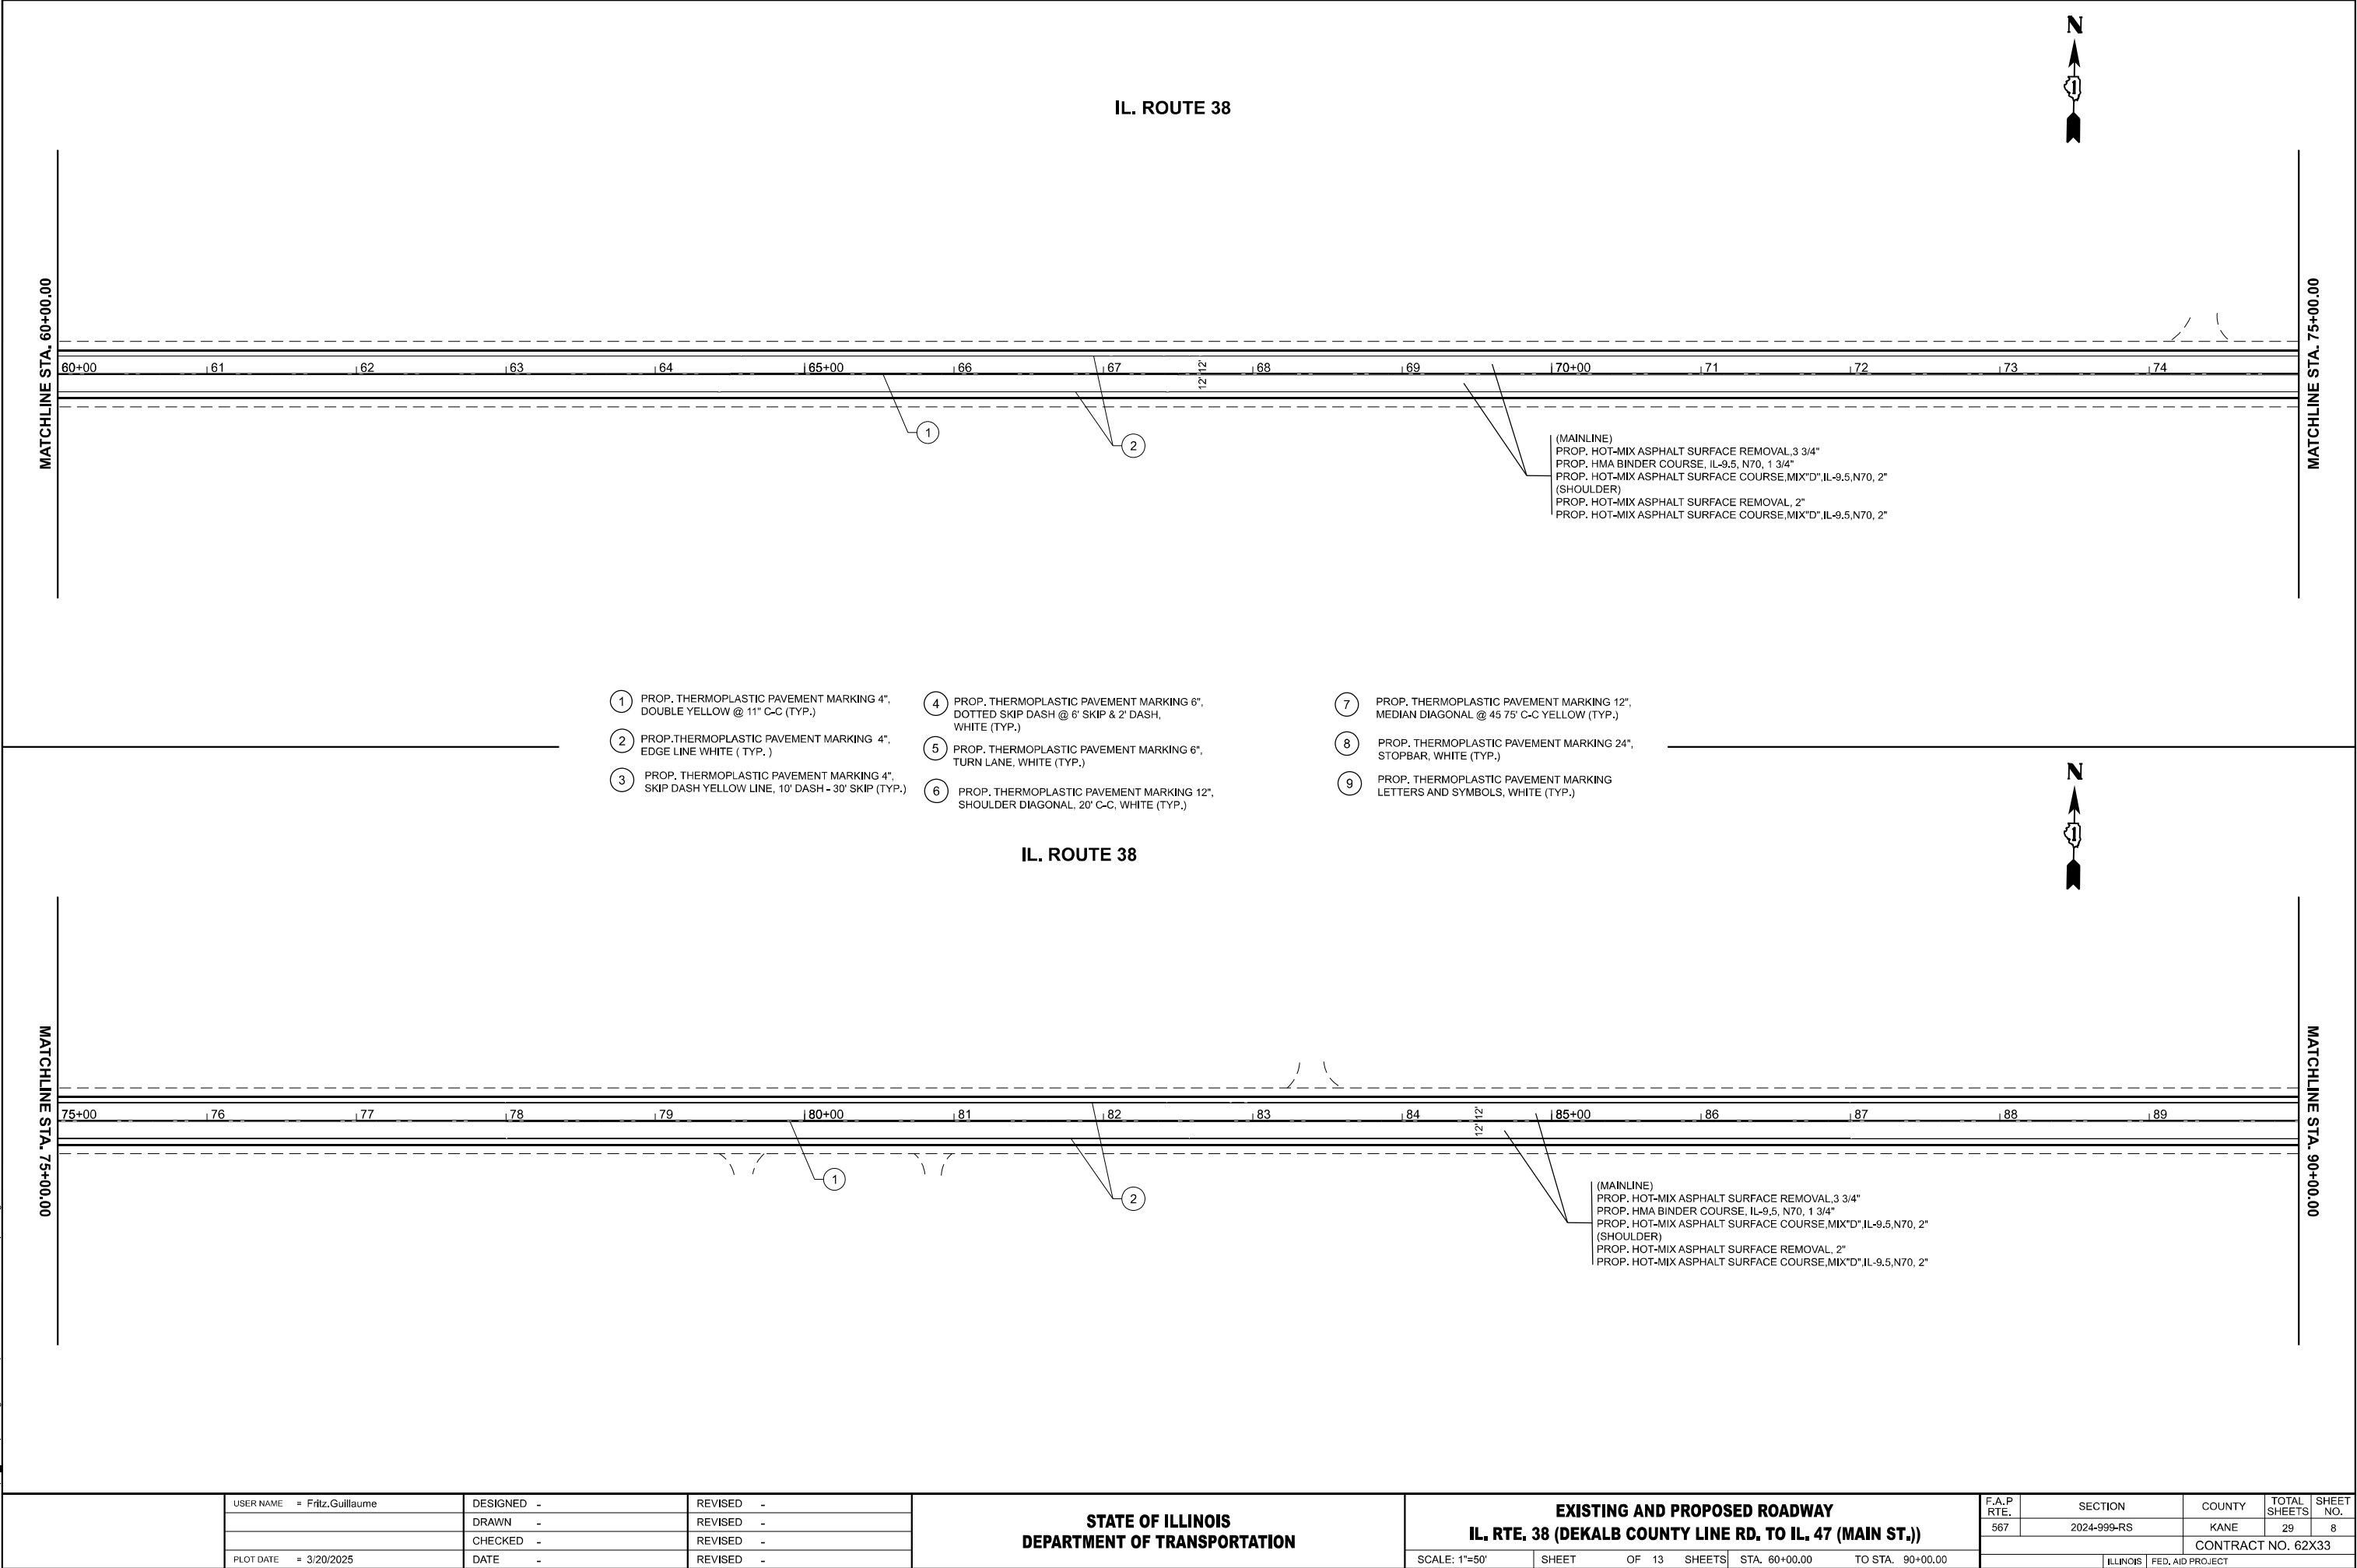 N
1
IL. ROUTE 38
MATCHLINE STA. 60+00.00
60+00 61 62 63 64 65+00 66 67 12' 12' 68 69 70+00 71 72 73 74
MATCHLINE STA. 75+00.00
1
2
(MAINLINE)
PROP. HOT-MIX ASPHALT SURFACE REMOVAL,3 3/4"
PROP. HMA BINDER COURSE, IL-9.5, N70, 1 3/4"
PROP. HOT-MIX ASPHALT SURFACE COURSE,MIX"D",IL-9.5,N70, 2"
(SHOULDER)
PROP. HOT-MIX ASPHALT SURFACE REMOVAL, 2"
PROP. HOT-MIX ASPHALT SURFACE COURSE,MIX"D",IL-9.5,N70, 2"
1 PROP. THERMOPLASTIC PAVEMENT MARKING 4",
DOUBLE YELLOW @ 11" C-C (TYP.)
2 PROP.THERMOPLASTIC PAVEMENT MARKING 4",
EDGE LINE WHITE ( TYP. )
3 PROP. THERMOPLASTIC PAVEMENT MARKING 4",
SKIP DASH YELLOW LINE, 10' DASH - 30' SKIP (TYP.)
4 PROP. THERMOPLASTIC PAVEMENT MARKING 6",
DOTTED SKIP DASH @ 6' SKIP & 2' DASH,
WHITE (TYP.)
5 PROP. THERMOPLASTIC PAVEMENT MARKING 6",
TURN LANE, WHITE (TYP.)
6 PROP. THERMOPLASTIC PAVEMENT MARKING 12",
SHOULDER DIAGONAL, 20' C-C, WHITE (TYP.)
7 PROP. THERMOPLASTIC PAVEMENT MARKING 12",
MEDIAN DIAGONAL @ 45 75' C-C YELLOW (TYP.)
8 PROP. THERMOPLASTIC PAVEMENT MARKING 24",
STOPBAR, WHITE (TYP.)
9 PROP. THERMOPLASTIC PAVEMENT MARKING
LETTERS AND SYMBOLS, WHITE (TYP.)
N
1
IL. ROUTE 38
MATCHLINE STA. 75+00.00
75+00 76 77 78 79 80+00 81 82 83 84 12' 12' 85+00 86 87 88 89
MATCHLINE STA. 90+00.00
1
2
(MAINLINE)
PROP. HOT-MIX ASPHALT SURFACE REMOVAL,3 3/4"
PROP. HMA BINDER COURSE, IL-9.5, N70, 1 3/4"
PROP. HOT-MIX ASPHALT SURFACE COURSE,MIX"D",IL-9.5,N70, 2"
(SHOULDER)
PROP. HOT-MIX ASPHALT SURFACE REMOVAL, 2"
PROP. HOT-MIX ASPHALT SURFACE COURSE,MIX"D",IL-9.5,N70, 2"
USER NAME = Fritz.Guillaume
PLOT DATE = 3/20/2025
DESIGNED -
DRAWN -
CHECKED -
DATE -
REVISED -
REVISED -
REVISED -
REVISED -
STATE OF ILLINOIS
DEPARTMENT OF TRANSPORTATION
EXISTING AND PROPOSED ROADWAY
IL. RTE. 38 (DEKALB COUNTY LINE RD. TO IL. 47 (MAIN ST.))
SCALE: 1"=50' SHEET OF 13 SHEETS STA. 60+00.00 TO STA. 90+00.00
F.A.P RTE. SECTION COUNTY TOTAL SHEETS SHEET NO.
567 2024-999-RS KANE 29 8
CONTRACT NO. 62X33
ILLINOIS FED. AID PROJECT